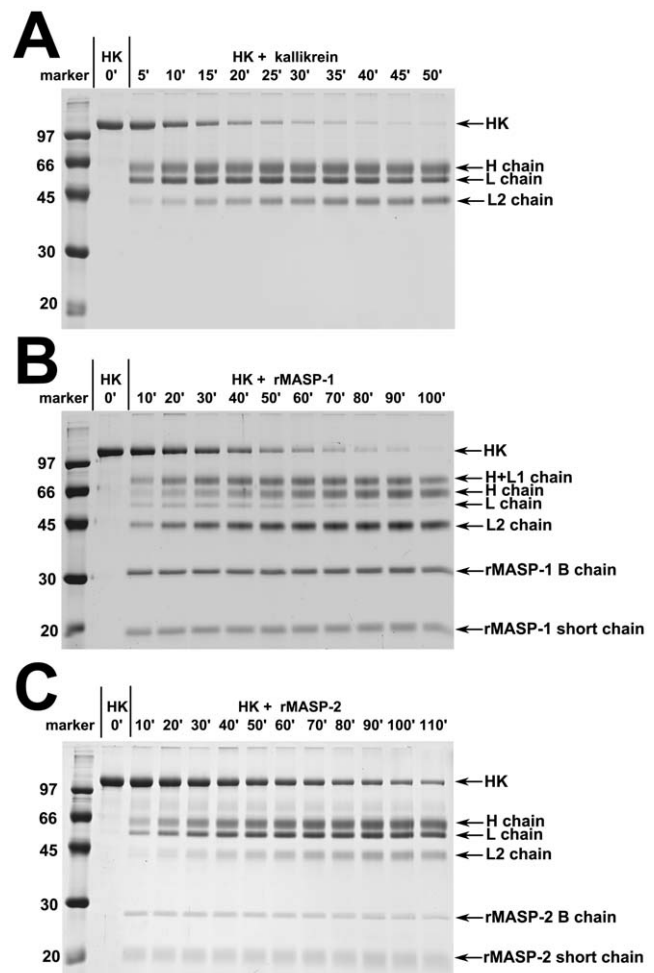 A
HK HK + kallikrein
marker 0' 5' 10' 15' 20' 25' 30' 35' 40' 45' 50'
97
66
45
30
20
HK
H chain
L chain
L2 chain
B
HK HK + rMASP-1
marker 0' 10' 20' 30' 40' 50' 60' 70' 80' 90' 100'
97
66
45
30
20
HK
H+L1 chain
H chain
L chain
L2 chain
rMASP-1 B chain
rMASP-1 short chain
C
HK HK + rMASP-2
marker 0' 10' 20' 30' 40' 50' 60' 70' 80' 90' 100' 110'
97
66
45
30
20
HK
H chain
L chain
L2 chain
rMASP-2 B chain
rMASP-2 short chain